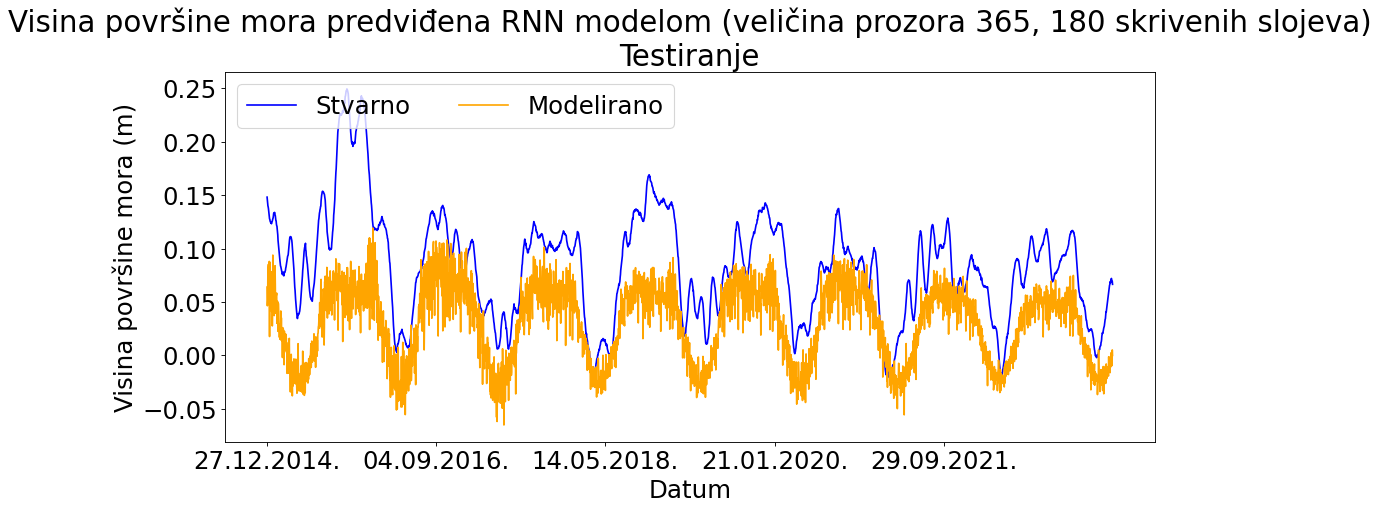 Visina površine mora predviđena RNN modelom (veličina prozora 365, 180 skrivenih slojeva)
Testiranje
Stvarno Modelirano
Visina površine mora (m)
0.25
0.20
0.15
0.10
0.05
0.00
−0.05
27.12.2014. 04.09.2016. 14.05.2018. 21.01.2020. 29.09.2021.
Datum